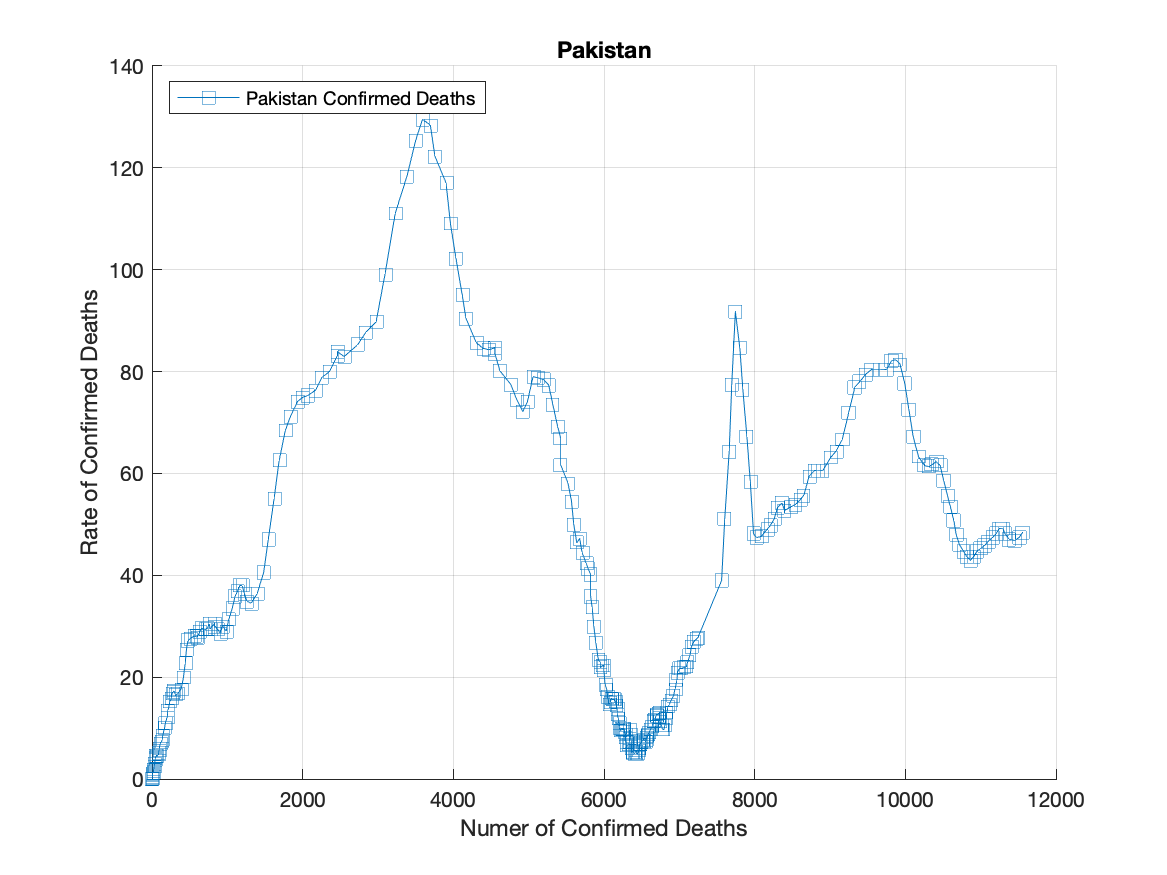 Pakistan
Pakistan Confirmed Deaths
Rate of Confirmed Deaths
140
120
100
80
60
40
20
0
0 2000 4000 6000 8000 10000 12000
Numer of Confirmed Deaths